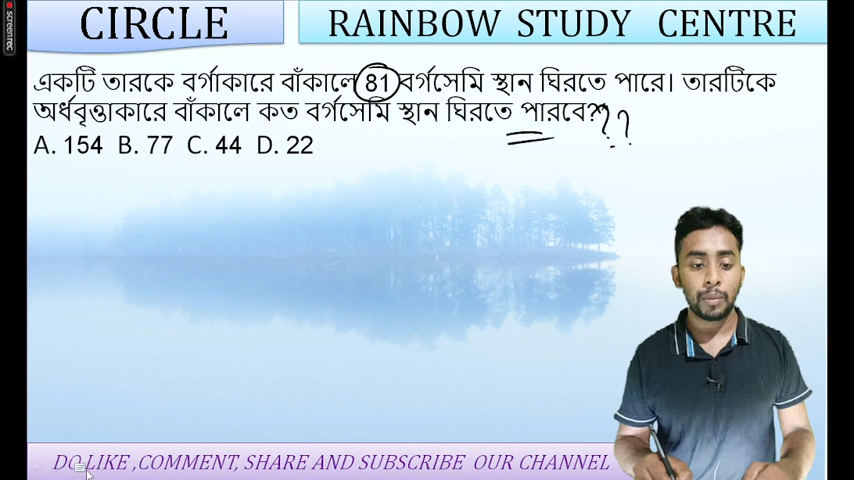 screenrec
CIRCLE
RAINBOW STUDY CENTRE
একটি তারকে বর্গাকারে বাঁকালে 81 বর্গসেমি স্থান ঘিরতে পারে। তারটিকে
অর্ধবৃত্তাকারে বাঁকালে কত বর্গসেমি স্থান ঘিরতে পারবে???
A. 154 B. 77 C. 44 D. 22
DO LIKE ,COMMENT, SHARE AND SUBSCRIBE OUR CHANNEL